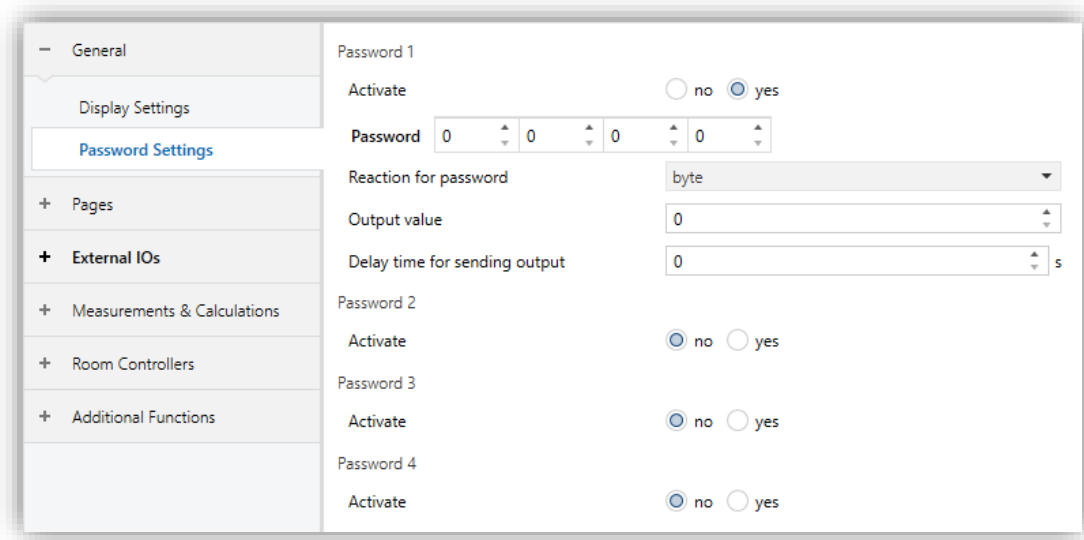 General
Display Settings
Password Settings
Pages
External IOs
Measurements & Calculations
Room Controllers
Additional Functions
Password 1
Activate no yes
Password 0 0 0 0
Reaction for password byte
Output value 0
Delay time for sending output 0 s
Password 2
Activate no yes
Password 3
Activate no yes
Password 4
Activate no yes